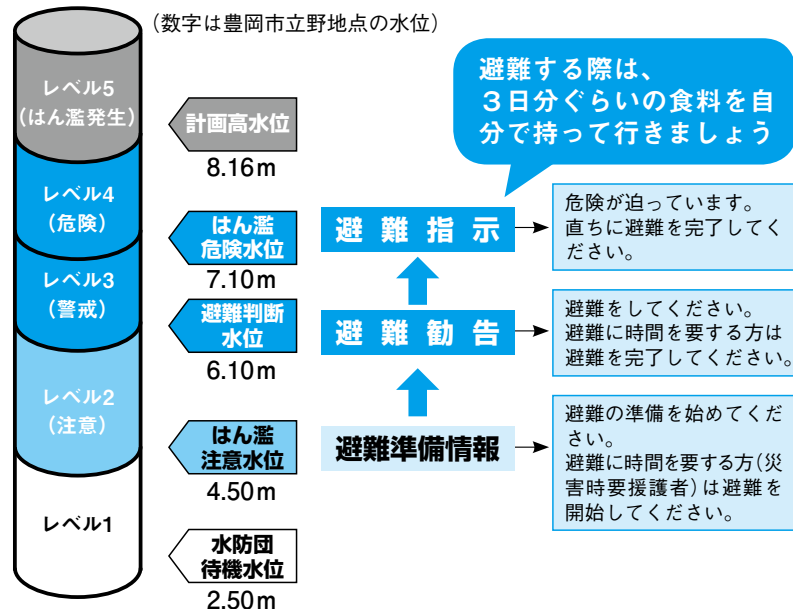 (数字は豊岡市立野地点の水位)
避難する際は、
３日分ぐらいの食料を自
分で持って行きましょう
レベル5
(はん濫発生)
計画高水位
8.16m
レベル4
(危険)
はん濫
危険水位
7.10m
避難指示
危険が迫っています。
直ちに避難を完了してく
ださい。
レベル3
(警戒)
避難判断
水位
6.10m
避難勧告
避難をしてください。
避難に時間を要する方は
避難を完了してください。
レベル2
(注意)
はん濫
注意水位
4.50m
避難準備情報
避難の準備を始めてくだ
さい。
避難に時間を要する方(災
害時要援護者)は避難を
開始してください。
レベル1
水防団
待機水位
2.50m